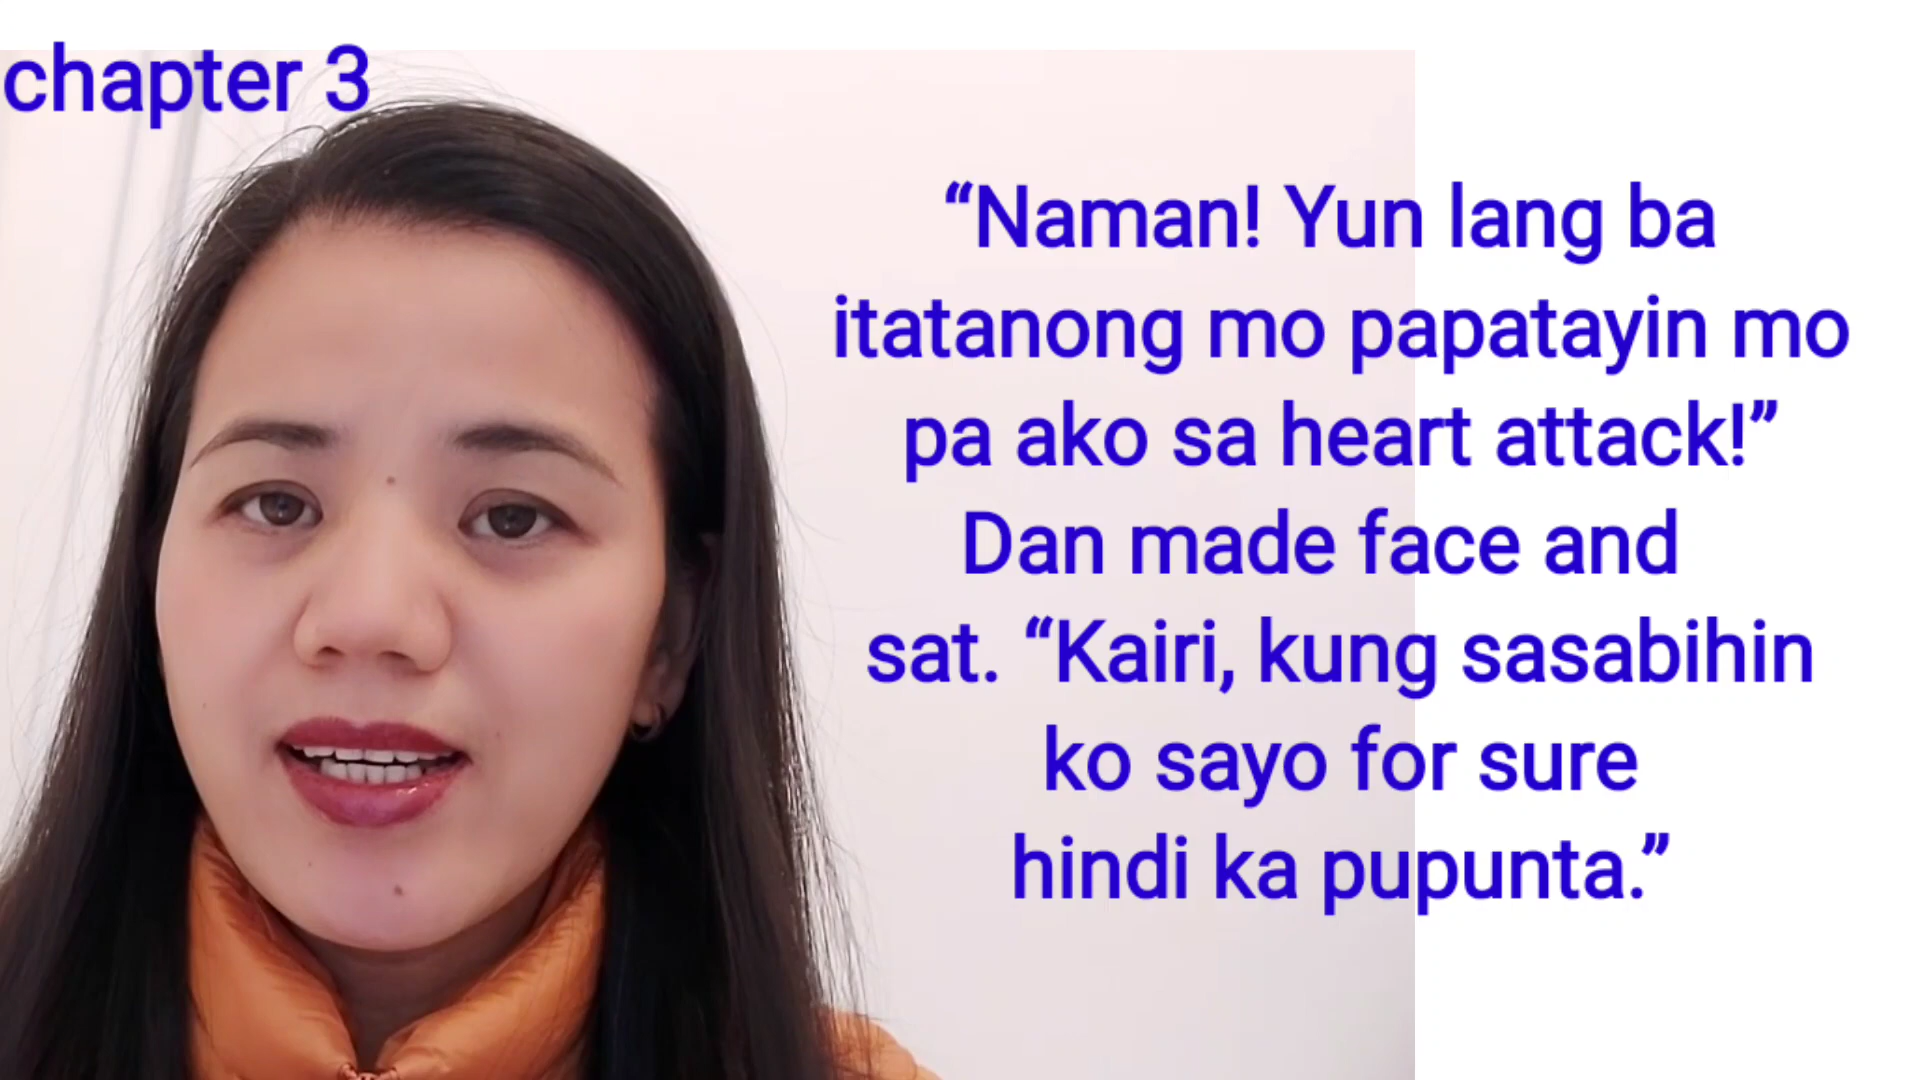 chapter 3
“Naman! Yun lang ba
itatanong mo papatayin mo
pa ako sa heart attack!”
Dan made face and
sat. “Kairi, kung sasabihin
ko sayo for sure
hindi ka pupunta.”